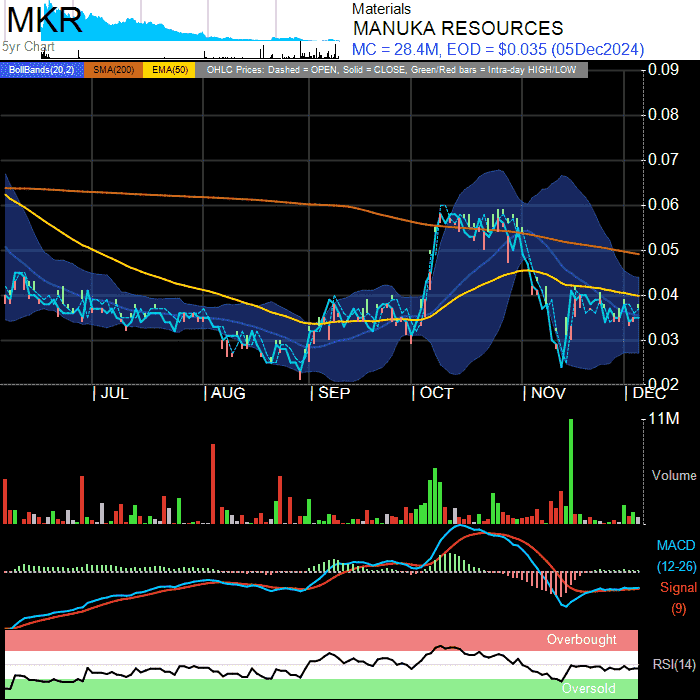 MKR
5yr Chart
Materials
MANUKA RESOURCES
MC = 28.4M, EOD = $0.035 (05Dec2024)
BollBands(20,2) SMA(200) EMA(50) OHLC Prices: Dashed = OPEN, Solid = CLOSE, Green/Red bars = Intra-day HIGH/LOW
0.09
0.08
0.07
0.06
0.05
0.04
0.03
0.02
JUL AUG SEP OCT NOV DEC
11M
Volume
MACD
(12-26)
Signal
(9)
Overbought
RSI(14)
Oversold